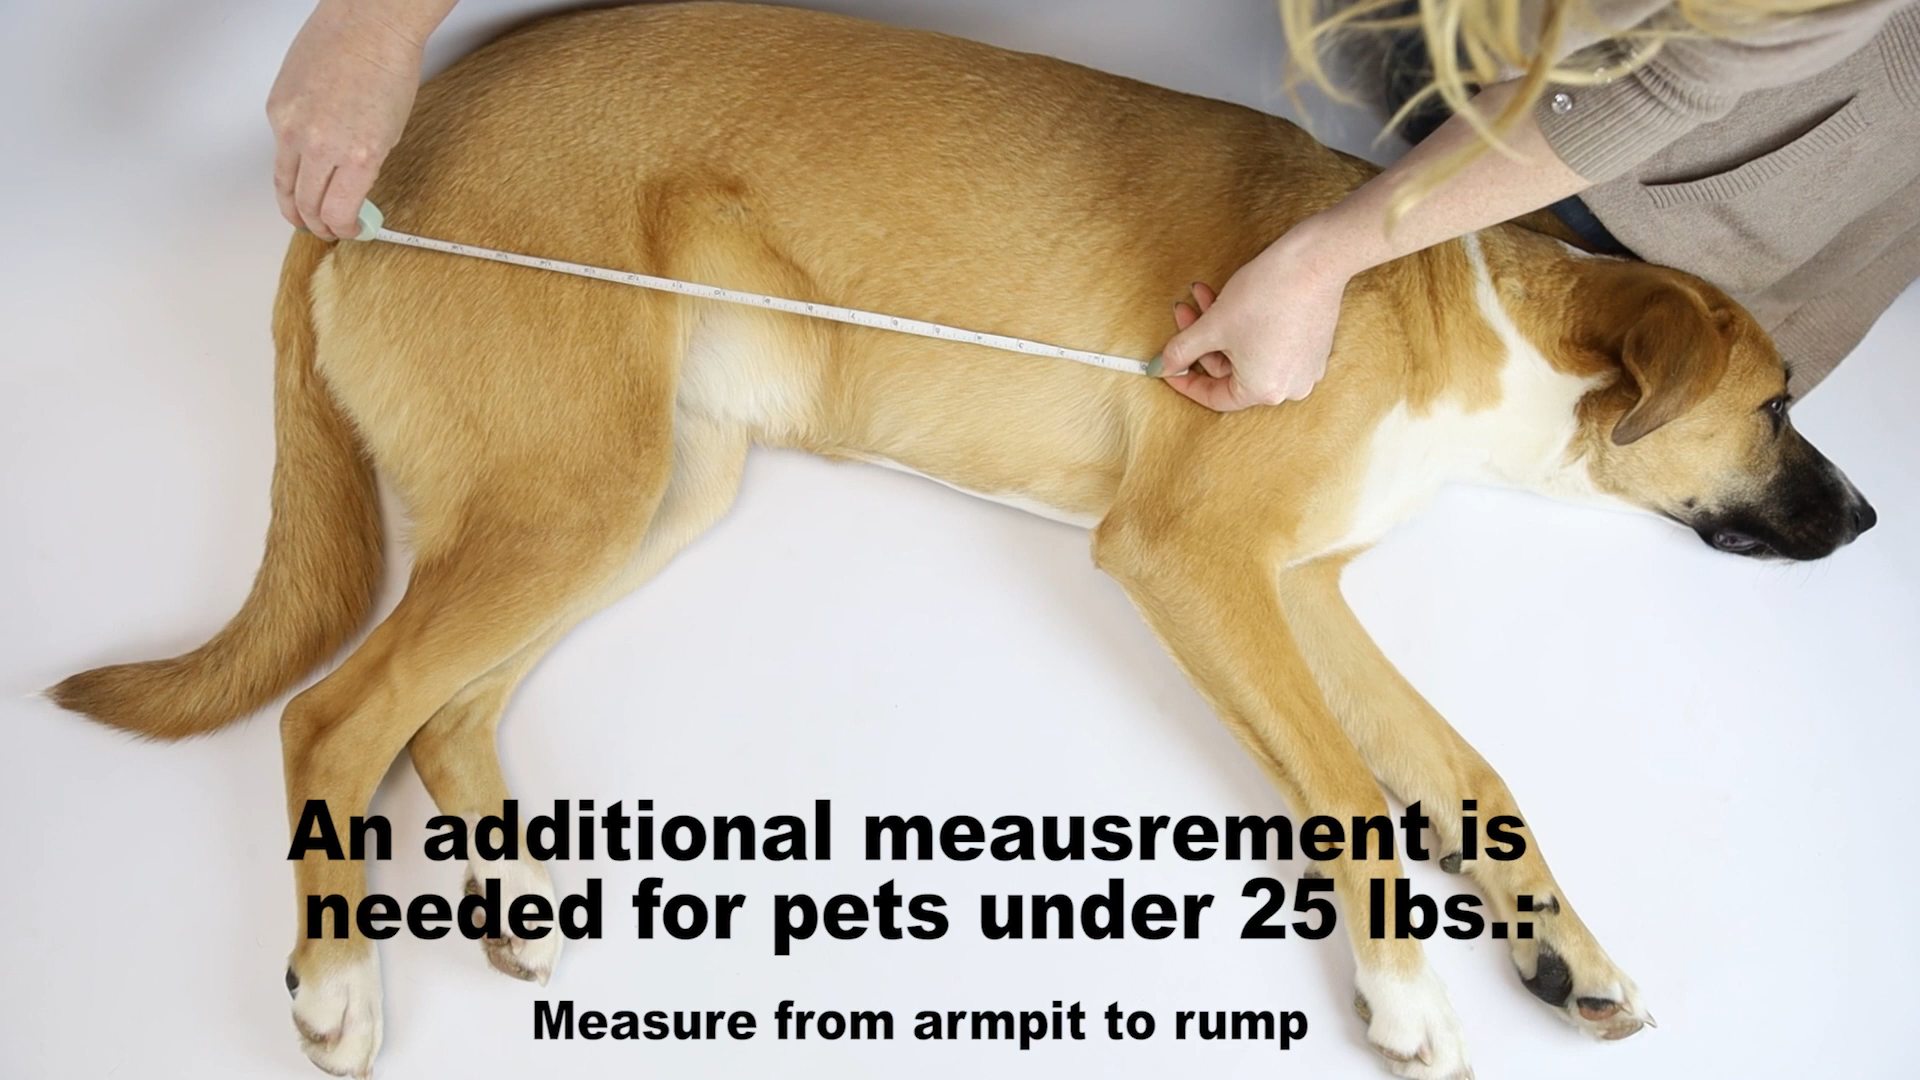 An additional meausrement is
needed for pets under 25 lbs.:
Measure from armpit to rump